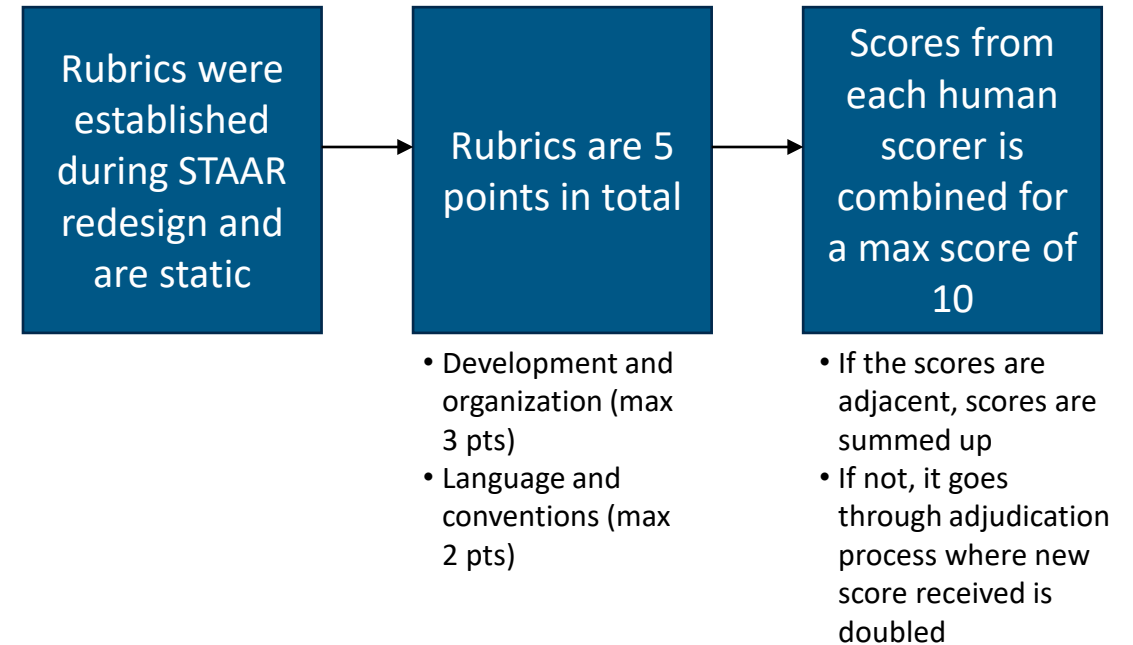 Rubrics were
established
during STAAR
redesign and
are static
Rubrics are 5
points in total
• Development and
organization (max
3 pts)
• Language and
conventions (max
2 pts)
Scores from
each human
scorer is
combined for
a max score of
10
• If the scores are
adjacent, scores are
summed up
• If not, it goes
through adjudication
process where new
score received is
doubled